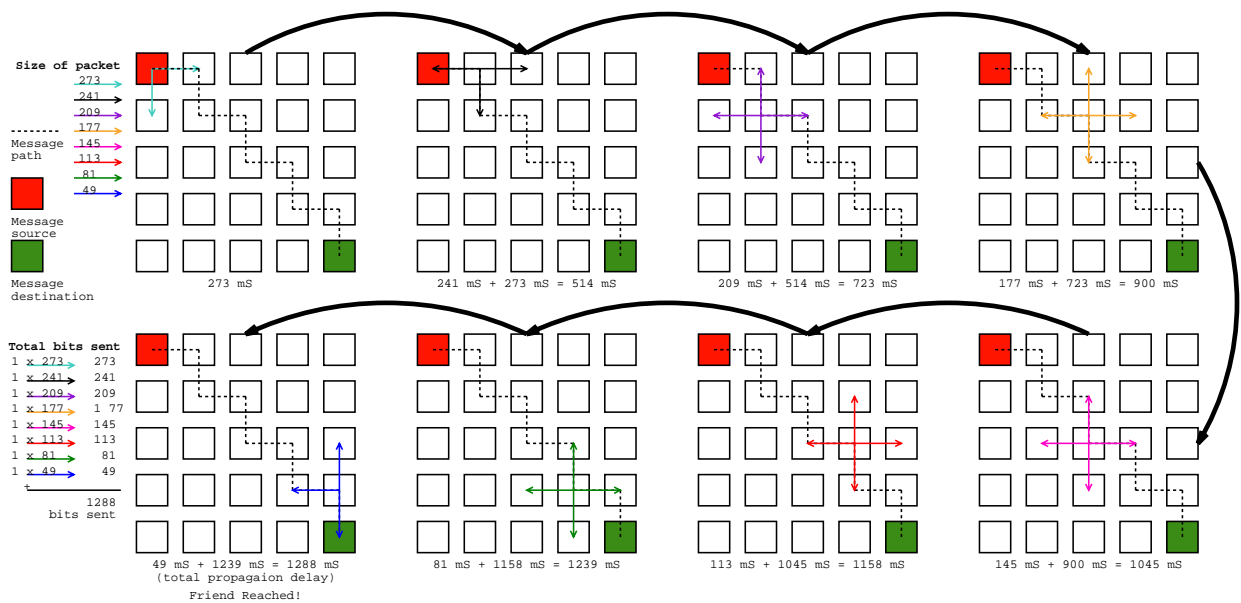 Size of packet
273
241
209
177
145
113
81
49
Message
path
Message
source
Message
destination
273 mS
241 mS + 273 mS = 514 mS
209 mS + 514 mS = 723 mS
177 mS + 723 mS = 900 mS
Total bits sent
1 x 273 273
1 x 241 241
1 x 209 209
1 x 177 1 77
1 x 145 145
1 x 113 113
1 x 81 81
1 x 49 49
+
1288
bits sent
49 mS + 1239 mS = 1288 mS
(total propagaion delay)
Friend Reached!
81 mS + 1158 mS = 1239 mS
113 mS + 1045 mS = 1158 mS
145 mS + 900 mS = 1045 mS